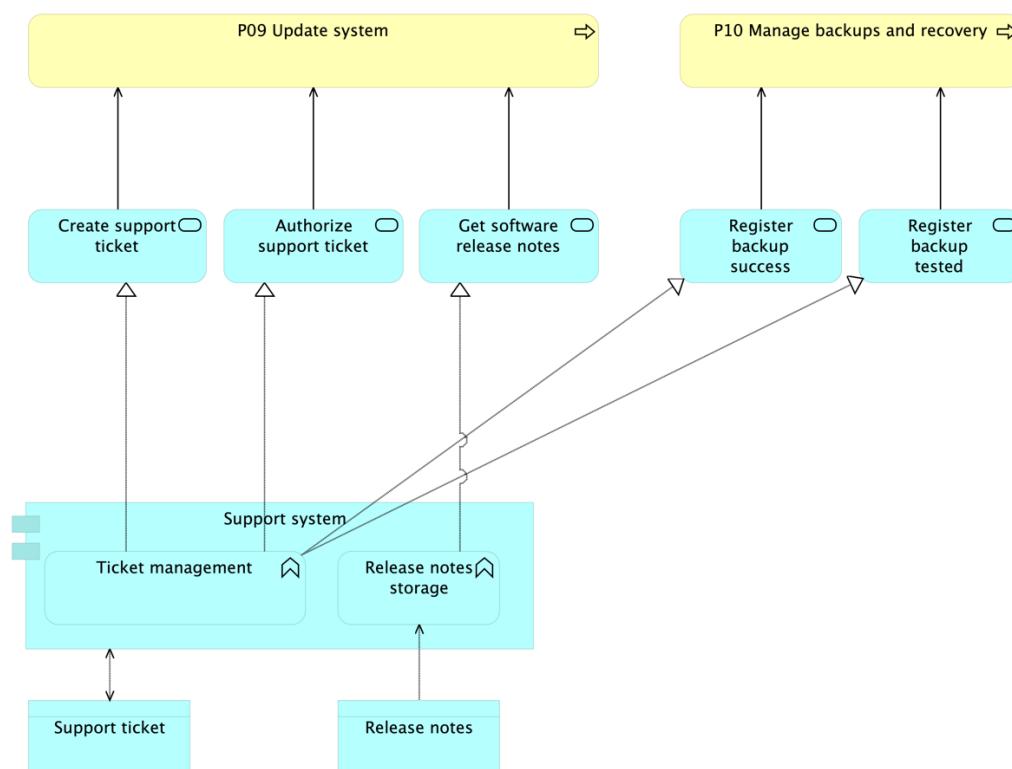 P09 Update system
P10 Manage backups and recovery
Create support
ticket
Authorize
support ticket
Get software
release notes
Register
backup
success
Register
backup
tested
Support system
Ticket management
Release notes
storage
Support ticket
Release notes